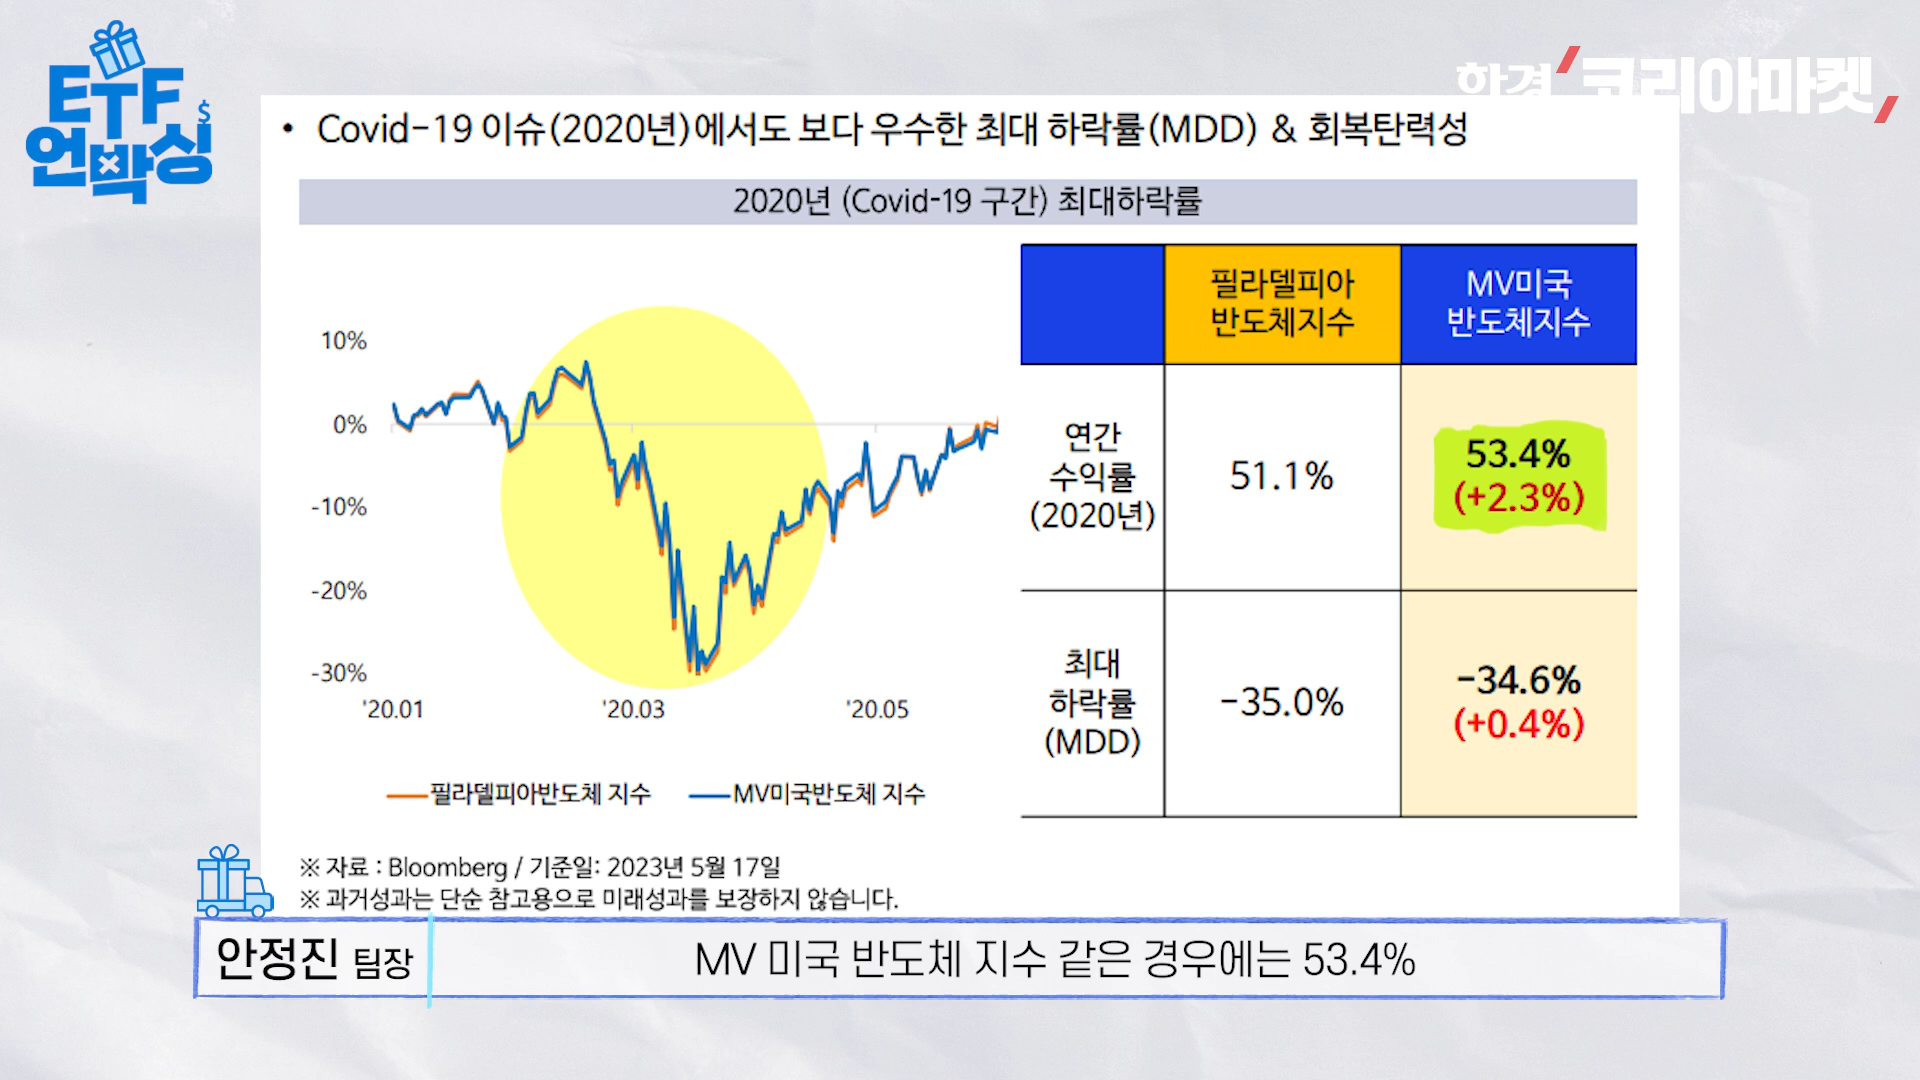 ETF
언박싱
$
한경 코리아마켓
• Covid-19 이슈(2020년)에서도 보다 우수한 최대 하락률(MDD) & 회복탄력성
2020년 (Covid-19 구간) 최대하락률
10%
0%
-10%
-20%
-30%
'20.01 '20.03 '20.05
필라델피아반도체 지수 MV미국반도체 지수
필라델피아
반도체지수
MV미국
반도체지수
연간
수익률
(2020년)
51.1%
53.4%
(+2.3%)
최대
하락률
(MDD)
-35.0%
-34.6%
(+0.4%)
※ 자료 : Bloomberg / 기준일: 2023년 5월 17일
※ 과거성과는 단순 참고용으로 미래성과를 보장하지 않습니다.
안정진 팀장
MV 미국 반도체 지수 같은 경우에는 53.4%